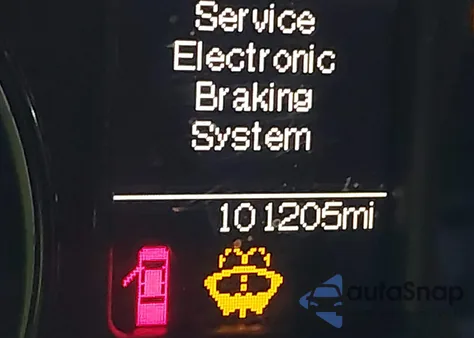 Service
Electronic
Braking
System
101205mi
autoSnap